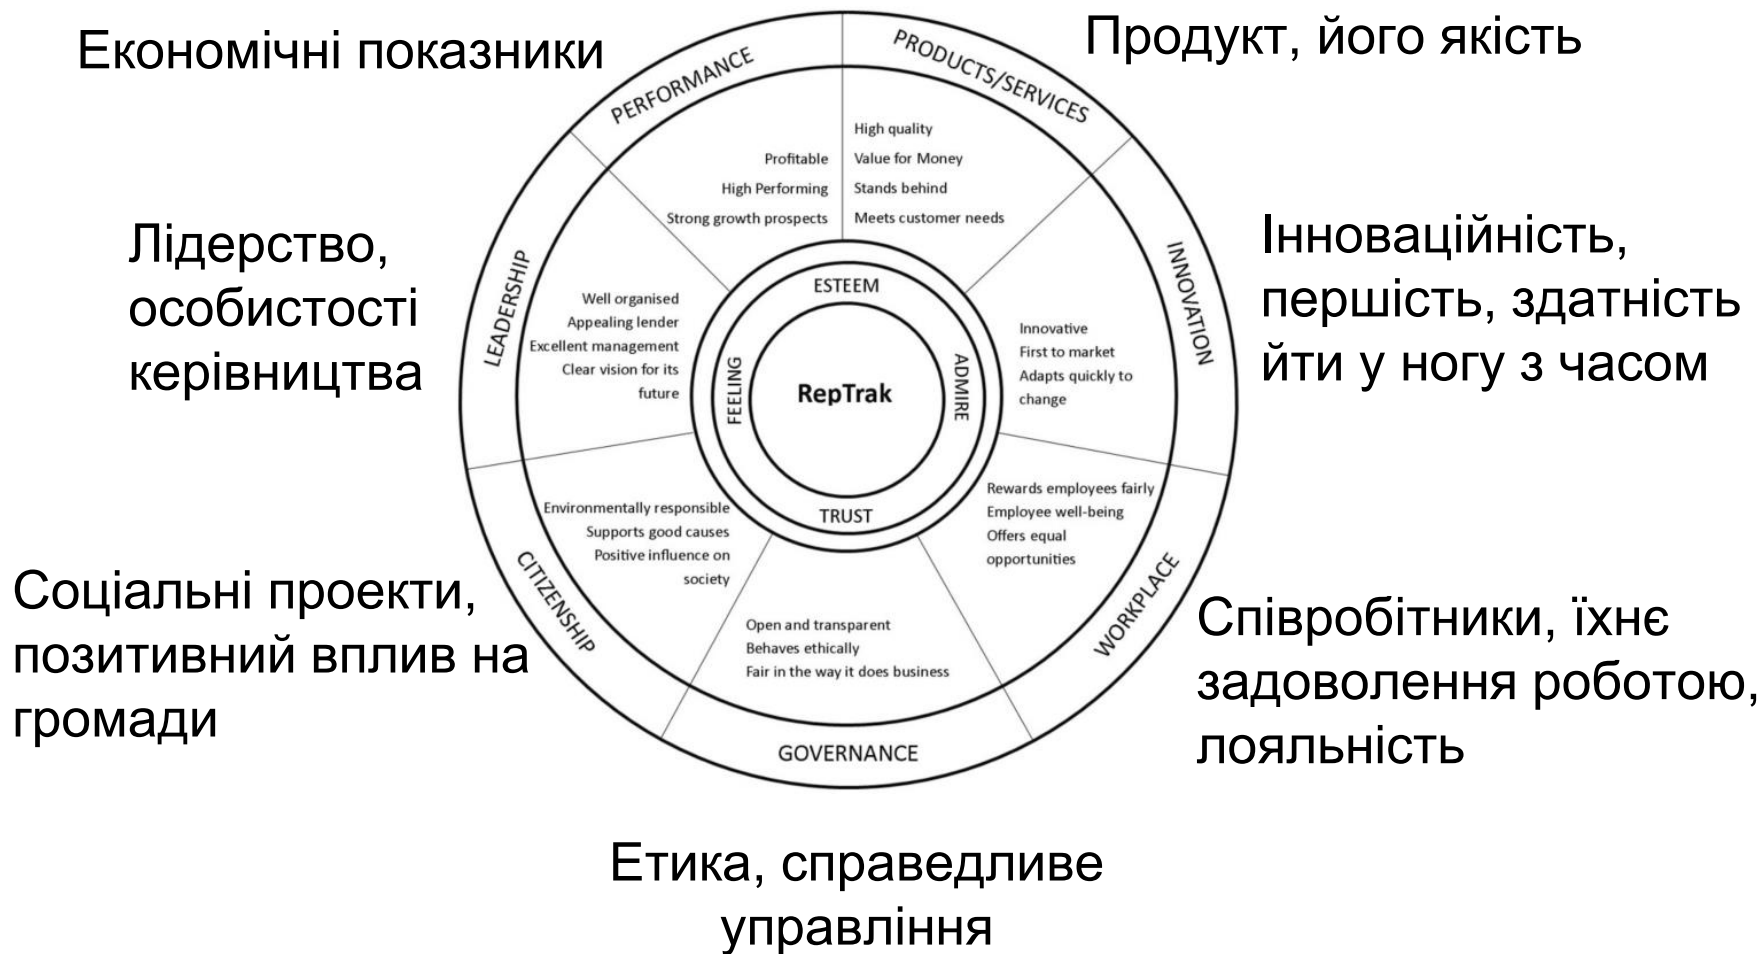 Економічні показники
Продукт, його якість
PERFORMANCE
PRODUCTS/SERVICES
Profitable
High Performing
Strong growth prospects
High quality
Value for Money
Stands behind
Meets customer needs
Лідерство,
особистості
керівництва
LEADERSHIP
Well organised
Appealing lender
Excellent management
Clear vision for its
future
ESTEEM
FEELING
RepTrak
ADMIRE
TRUST
Innovative
First to market
Adapts quickly to
change
INNOVATION
Інноваційність,
першість, здатність
йти у ногу з часом
Соціальні проекти,
позитивний вплив на
громади
CITIZENSHIP
Environmentally responsible
Supports good causes
Positive influence on
society
Open and transparent
Behaves ethically
Fair in the way it does business
GOVERNANCE
Rewards employees fairly
Employee well-being
Offers equal
opportunities
WORKPLACE
Співробітники, їхнє
задоволення роботою,
лояльність
Етика, справедливе
управління